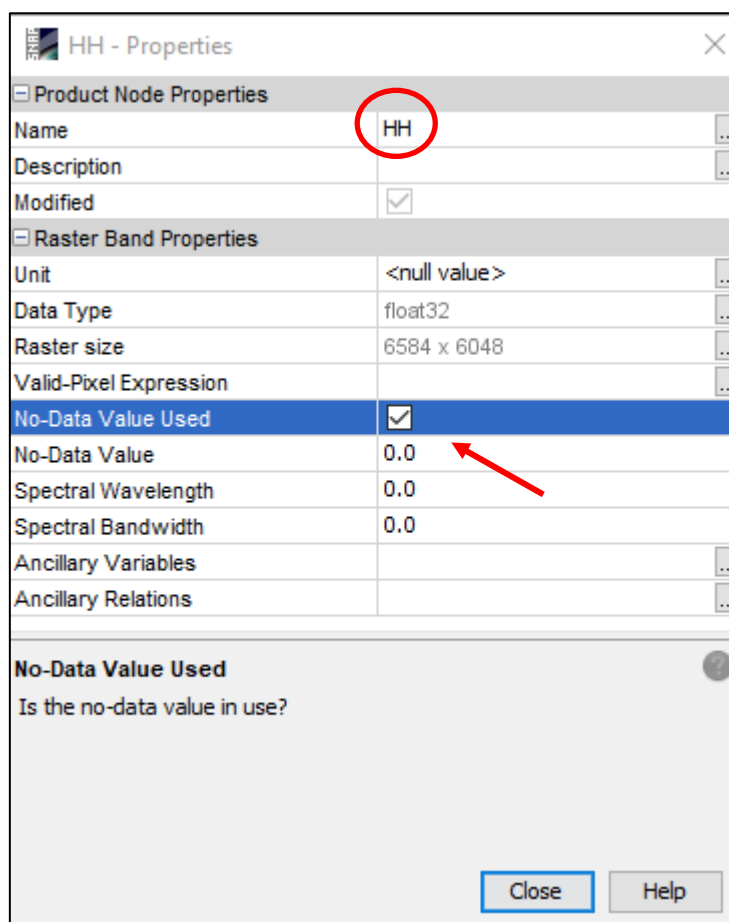 SNAP HH - Properties
Product Node Properties
Name HH ..
Description ..
Modified
Raster Band Properties
Unit <null value> ..
Data Type float32 ..
Raster size 6584 x 6048 ..
Valid-Pixel Expression ..
No-Data Value Used
No-Data Value 0.0
Spectral Wavelength 0.0
Spectral Bandwidth 0.0
Ancillary Variables ..
Ancillary Relations ..
No-Data Value Used ?
Is the no-data value in use?
Close Help